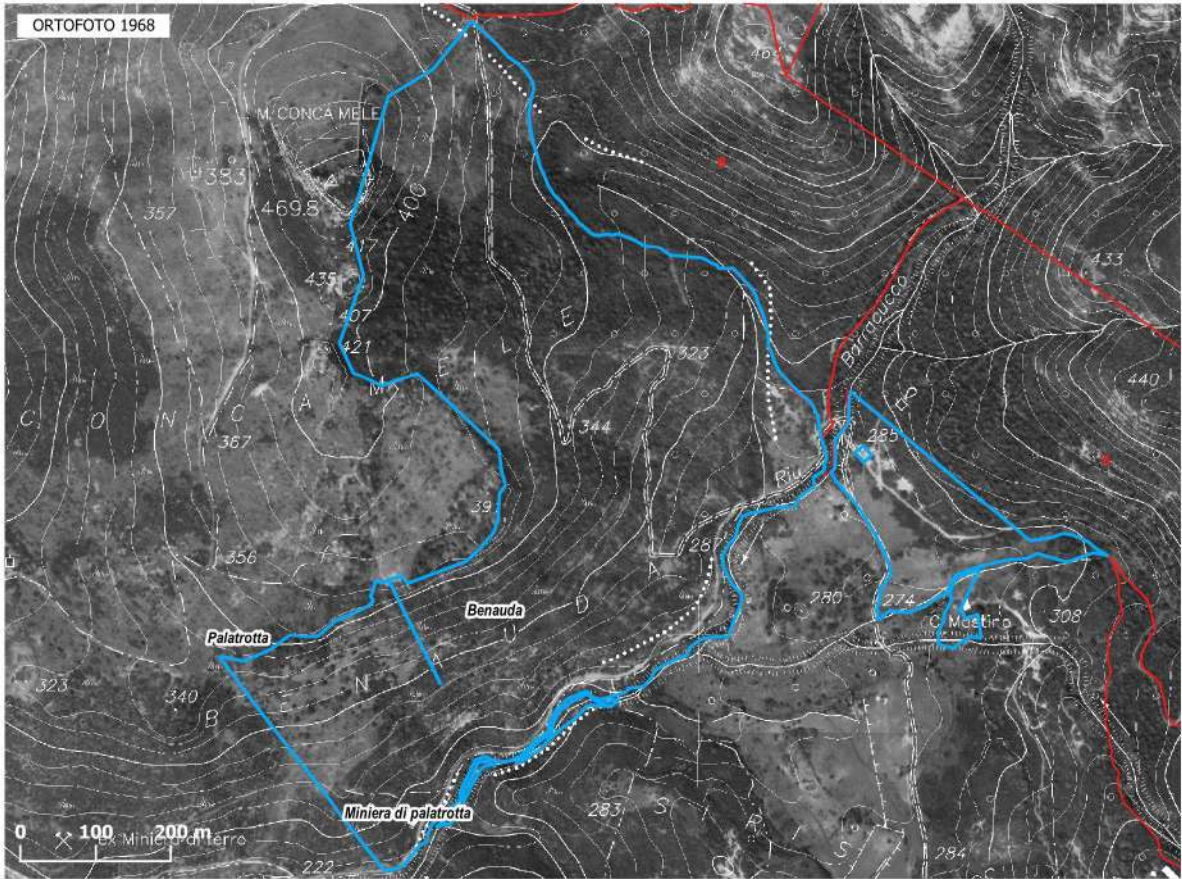 ORTOFOTO 1968
464
M. CONCA MELE
383
357
469.8
400
417
433
435
Barracucco
407
421
E
323
440
L
E
M
C O N C A
344
367
285
Riu
39
287
356
280
274
308
Benauda
C. Mastino
D
U
Palatrotta
A
323
340
N
E
B
Miniera di palatrotta
283
S
R
I
S
0 100 200 m
Ex Miniera di ferro
222
284